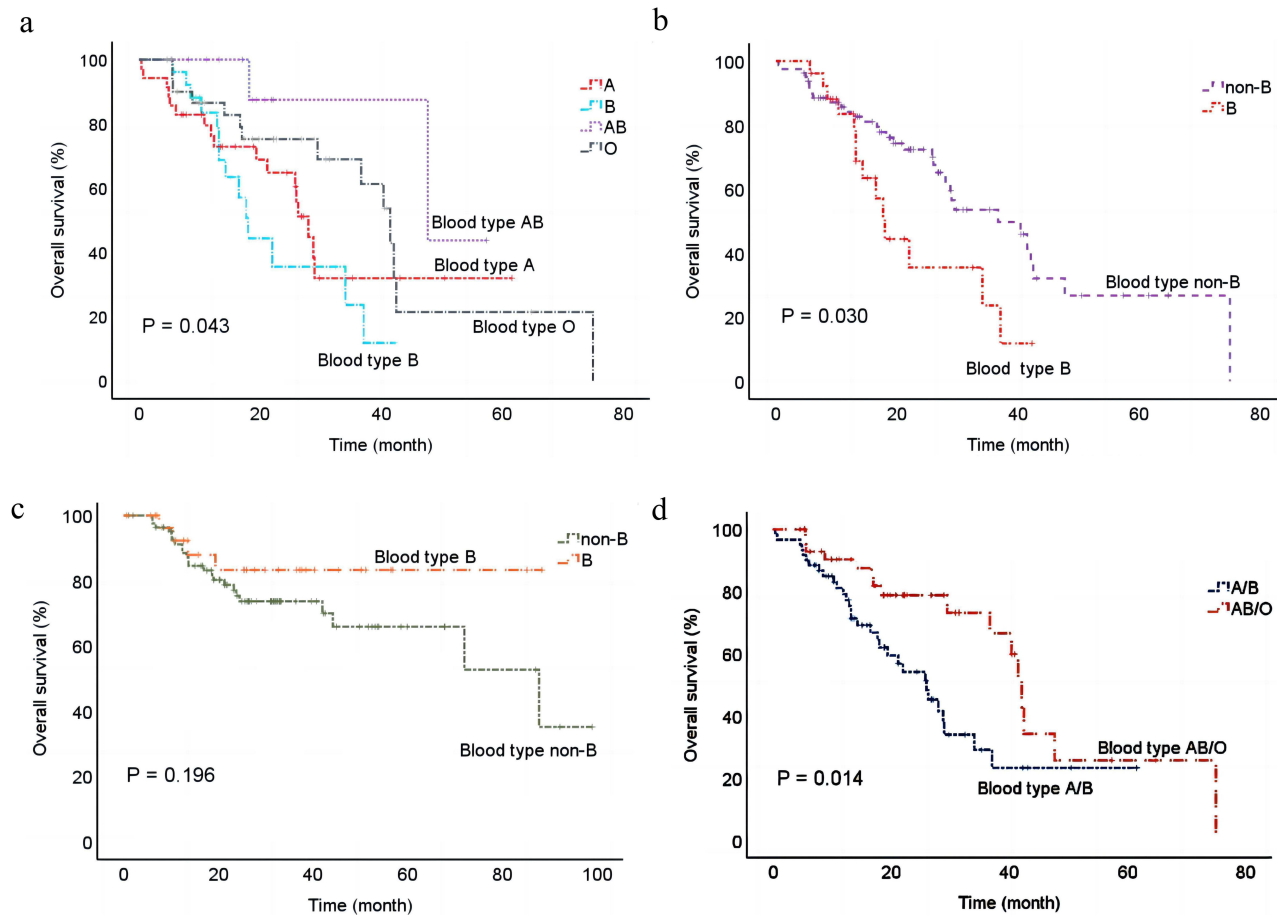 a
100
80
60
40
20
0
Overall survival (%)
A
B
AB
O
Blood type AB
Blood type A
Blood type O
Blood type B
P = 0.043
0 20 40 60 80
Time (month)
b
100
80
60
40
20
0
Overall survival (%)
non-B
B
Blood type non-B
Blood type B
P = 0.030
0 20 40 60 80
Time (month)
c
100
80
60
40
20
0
Overall survival (%)
non-B
B
Blood type B
Blood type non-B
P = 0.196
0 20 40 60 80 100
Time (month)
d
100
80
60
40
20
0
Overall survival (%)
A/B
AB/O
Blood type AB/O
Blood type A/B
P = 0.014
0 20 40 60 80
Time (month)